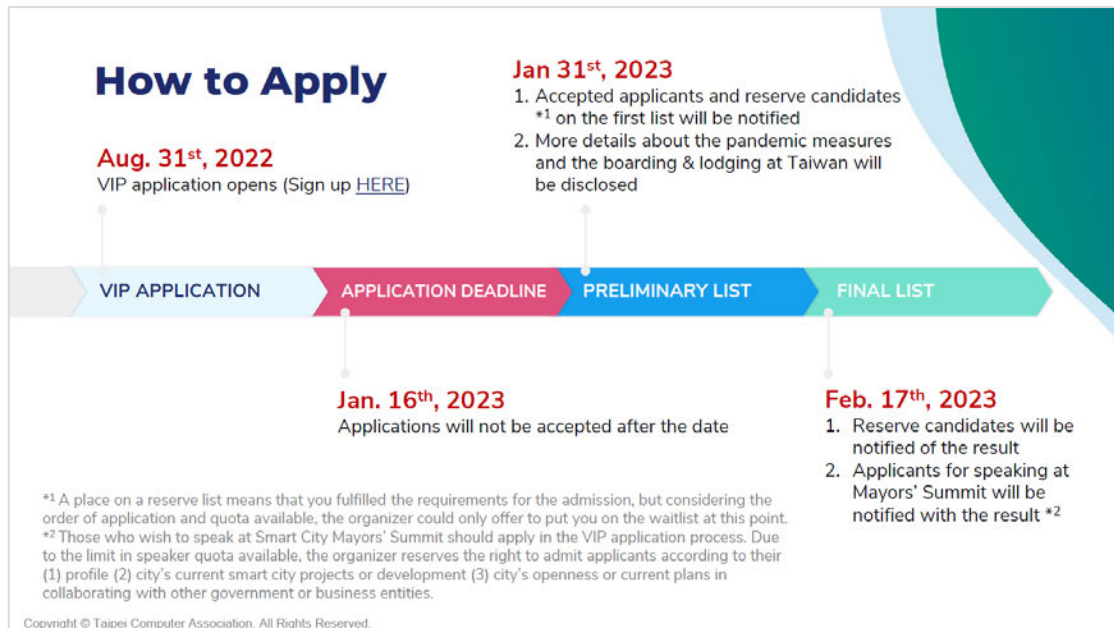 How to Apply
Aug. 31st, 2022
VIP application opens (Sign up HERE)
Jan 31st, 2023
1. Accepted applicants and reserve candidates
*1 on the first list will be notified
2. More details about the pandemic measures
and the boarding & lodging at Taiwan will
be disclosed
VIP APPLICATION
APPLICATION DEADLINE
PRELIMINARY LIST
FINAL LIST
Jan. 16th, 2023
Applications will not be accepted after the date
Feb. 17th, 2023
1. Reserve candidates will be
notified of the result
2. Applicants for speaking at
Mayors' Summit will be
notified with the result *2
*1 A place on a reserve list means that you fulfilled the requirements for the admission, but considering the
order of application and quota available, the organizer could only offer to put you on the waitlist at this point.
*2 Those who wish to speak at Smart City Mayors' Summit should apply in the VIP application process. Due
to the limit in speaker quota available, the organizer reserves the right to admit applicants according to their
(1) profile (2) city's current smart city projects or development (3) city's openness or current plans in
collaborating with other government or business entities.
Copyright © Taipei Computer Association. All Rights Reserved.